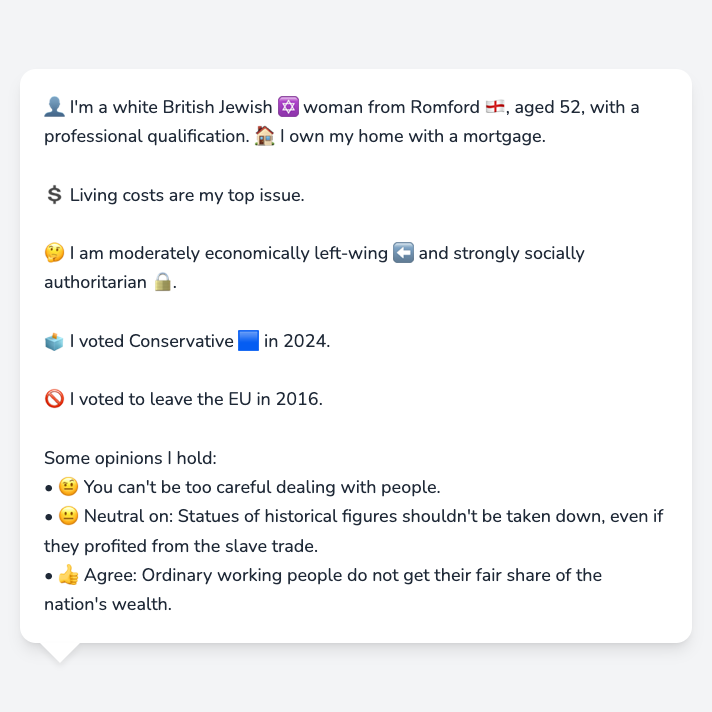 👤 I'm a white British Jewish ✡️ woman from Romford 🏴󠁧󠁢󠁥󠁮󠁧󠁿, aged 52, with a
professional qualification. 🏠 I own my home with a mortgage.
💲 Living costs are my top issue.
🤔 I am moderately economically left-wing ⬅️ and strongly socially
authoritarian 🔒.
🗳️ I voted Conservative 🟦 in 2024.
🚫 I voted to leave the EU in 2016.
Some opinions I hold:
• 🤨 You can't be too careful dealing with people.
• 😐 Neutral on: Statues of historical figures shouldn't be taken down, even if
they profited from the slave trade.
• 👍 Agree: Ordinary working people do not get their fair share of the
nation's wealth.